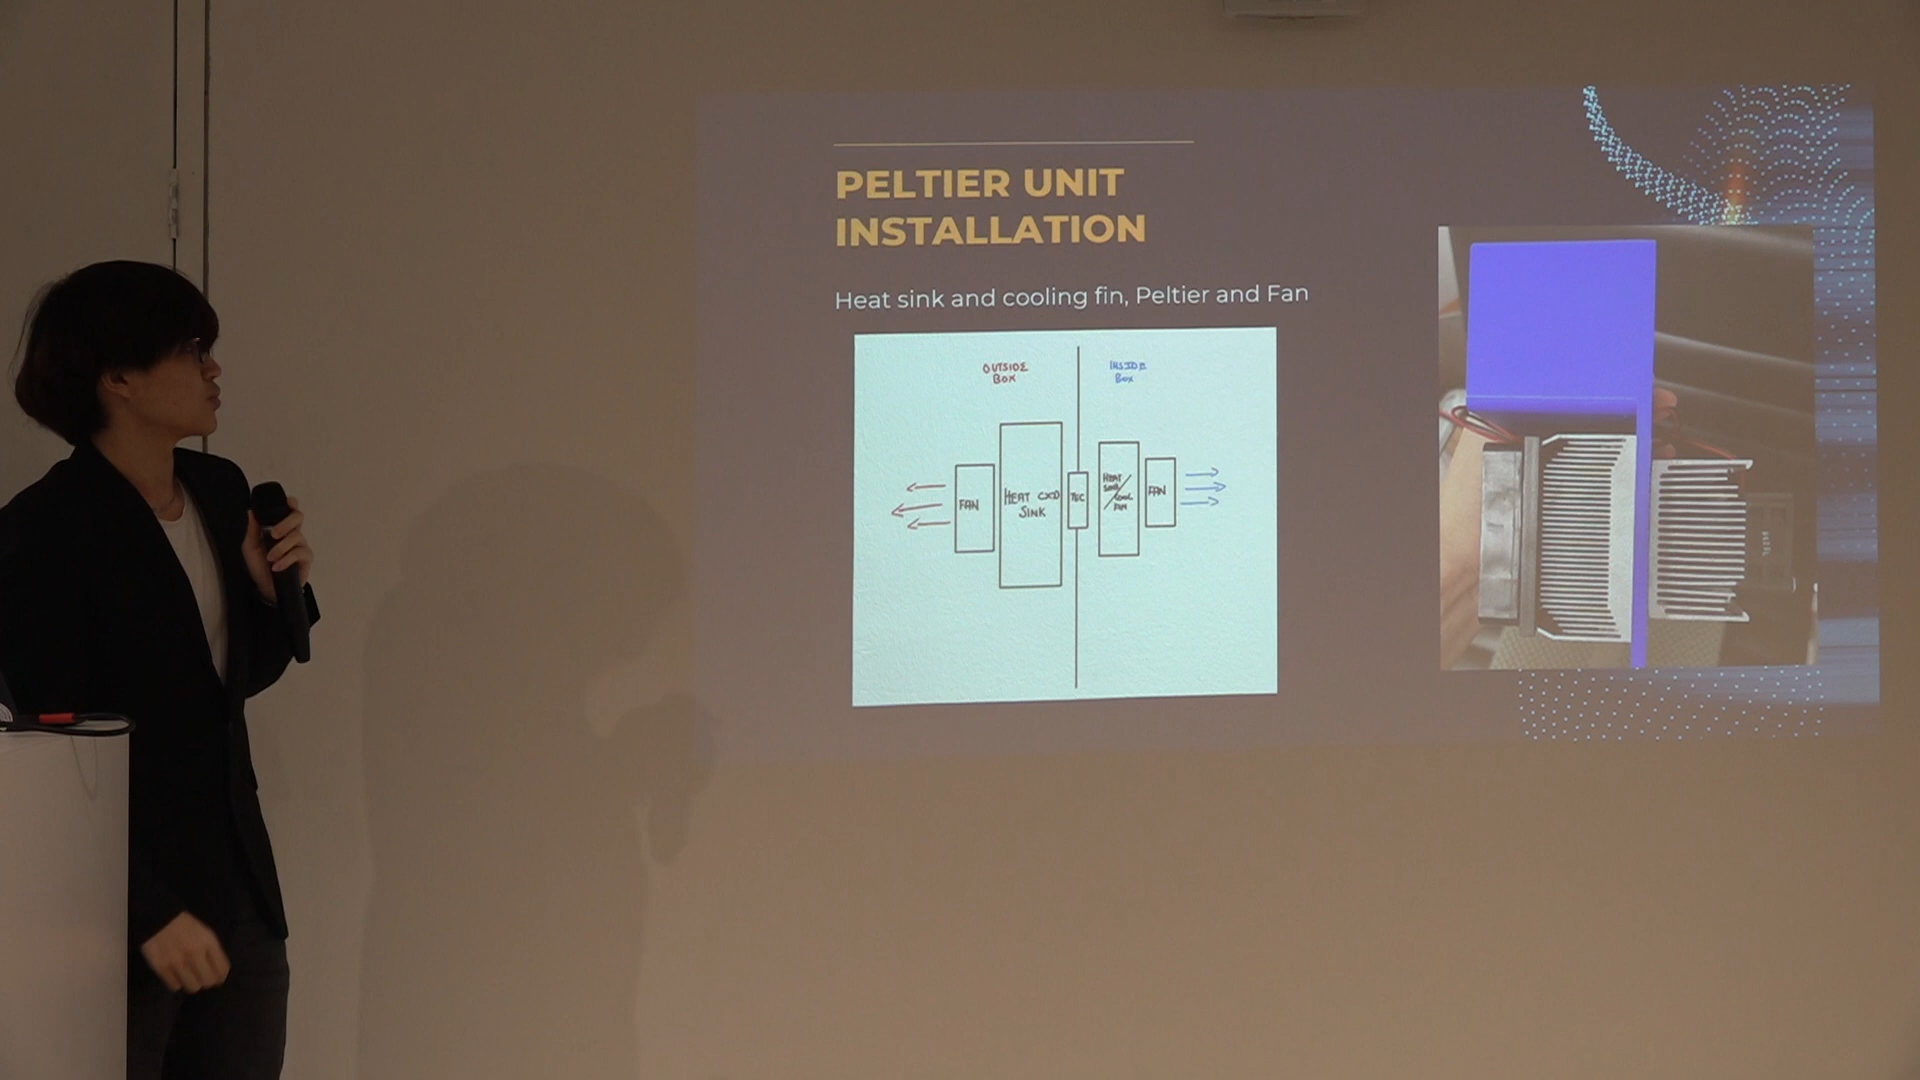 PELTIER UNIT
INSTALLATION
Heat sink and cooling fin, Peltier and Fan
OUTSIDE
BOX
INSIDE
BOX
FAN
HEAT
SINK
TEC
HEAT
SINK/
COOL
FIN
FAN